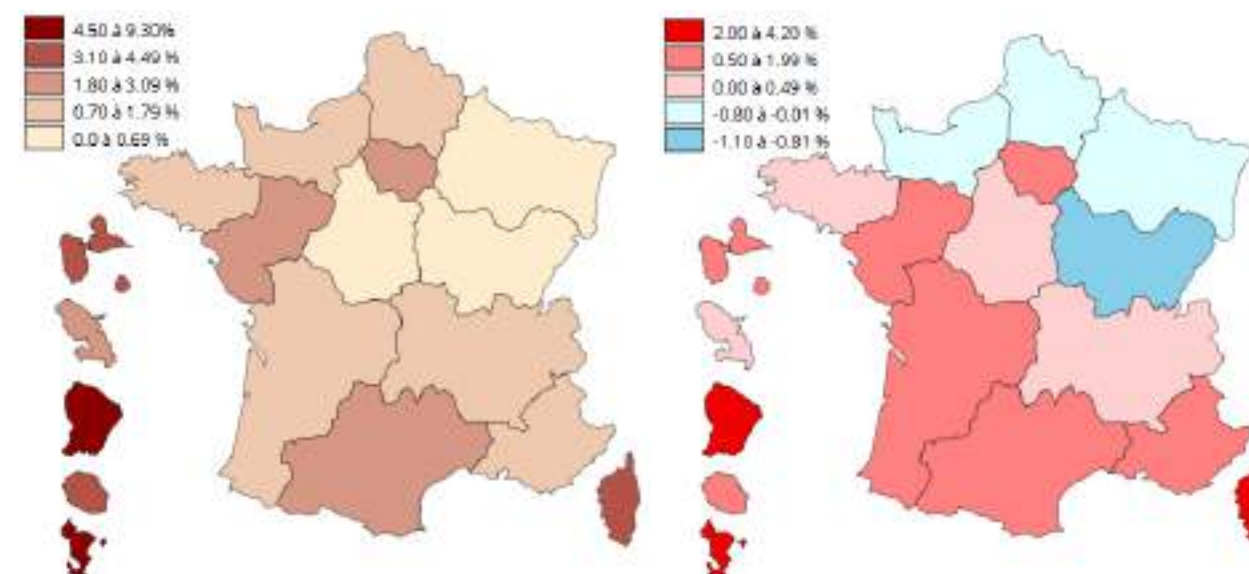 4.50 à 9.30%
3.10 à 4.49 %
1.80 à 3.09 %
0.70 à 1.79 %
0.0 à 0.69 %
2.00 à 4.20 %
0.50 à 1.99 %
0.00 à 0.49 %
-0.80 à -0.01 %
-1.10 à -0.81 %